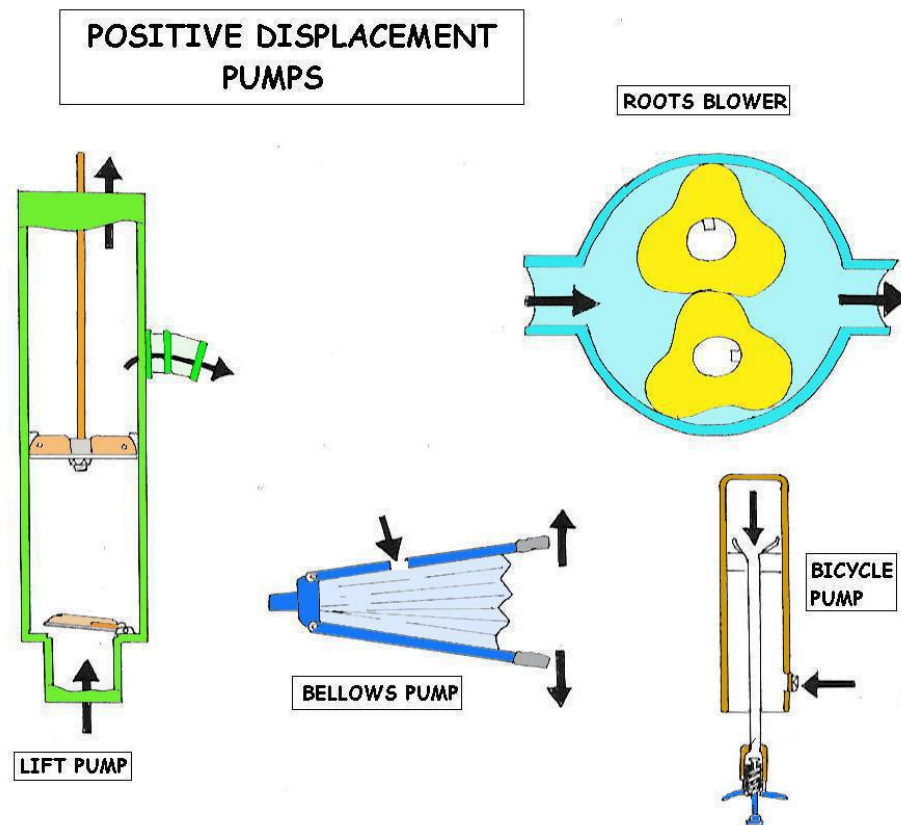 POSITIVE DISPLACEMENT
PUMPS
ROOTS BLOWER
BICYCLE
PUMP
BELLOWS PUMP
LIFT PUMP